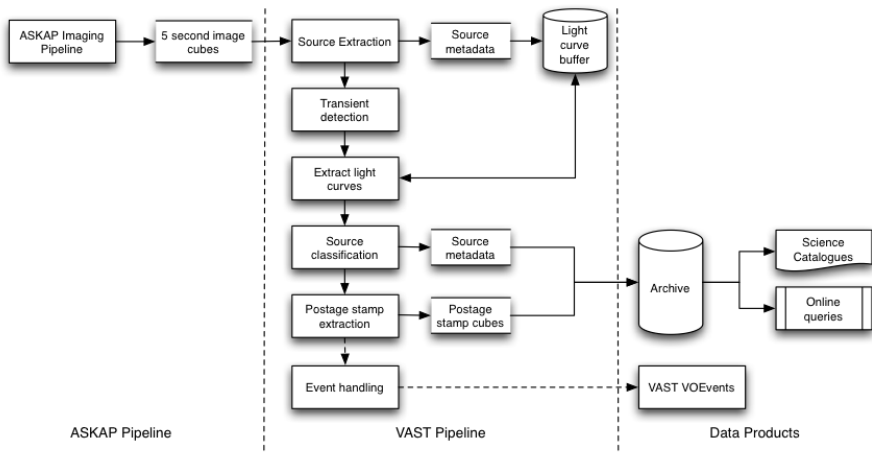 ASKAP Imaging
Pipeline
5 second image
cubes
Source Extraction
Source
metadata
Light
curve
buffer
Transient
detection
Extract light
curves
Source
classification
Source
metadata
Postage stamp
extraction
Postage
stamp cubes
Archive
Science
Catalogues
Online
queries
Event handling
VAST VOEvents
ASKAP Pipeline
VAST Pipeline
Data Products